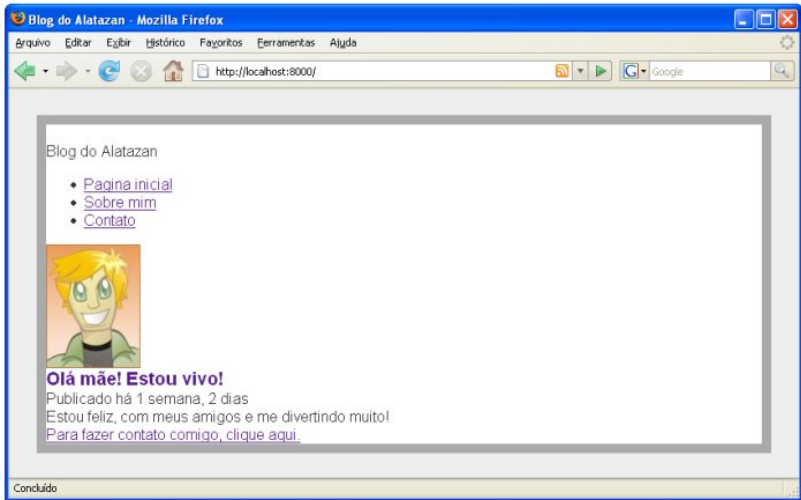 Blog do Alatazan - Mozilla Firefox
Arquivo Editar Exibir Histórico Favoritos Ferramentas Ajuda
http://localhost:8000/
G Google
Blog do Alatazan
Pagina inicial
Sobre mim
Contato
Olá mãe! Estou vivo!
Publicado há 1 semana, 2 dias
Estou feliz, com meus amigos e me divertindo muito!
Para fazer contato comigo, clique aqui.
Concluído